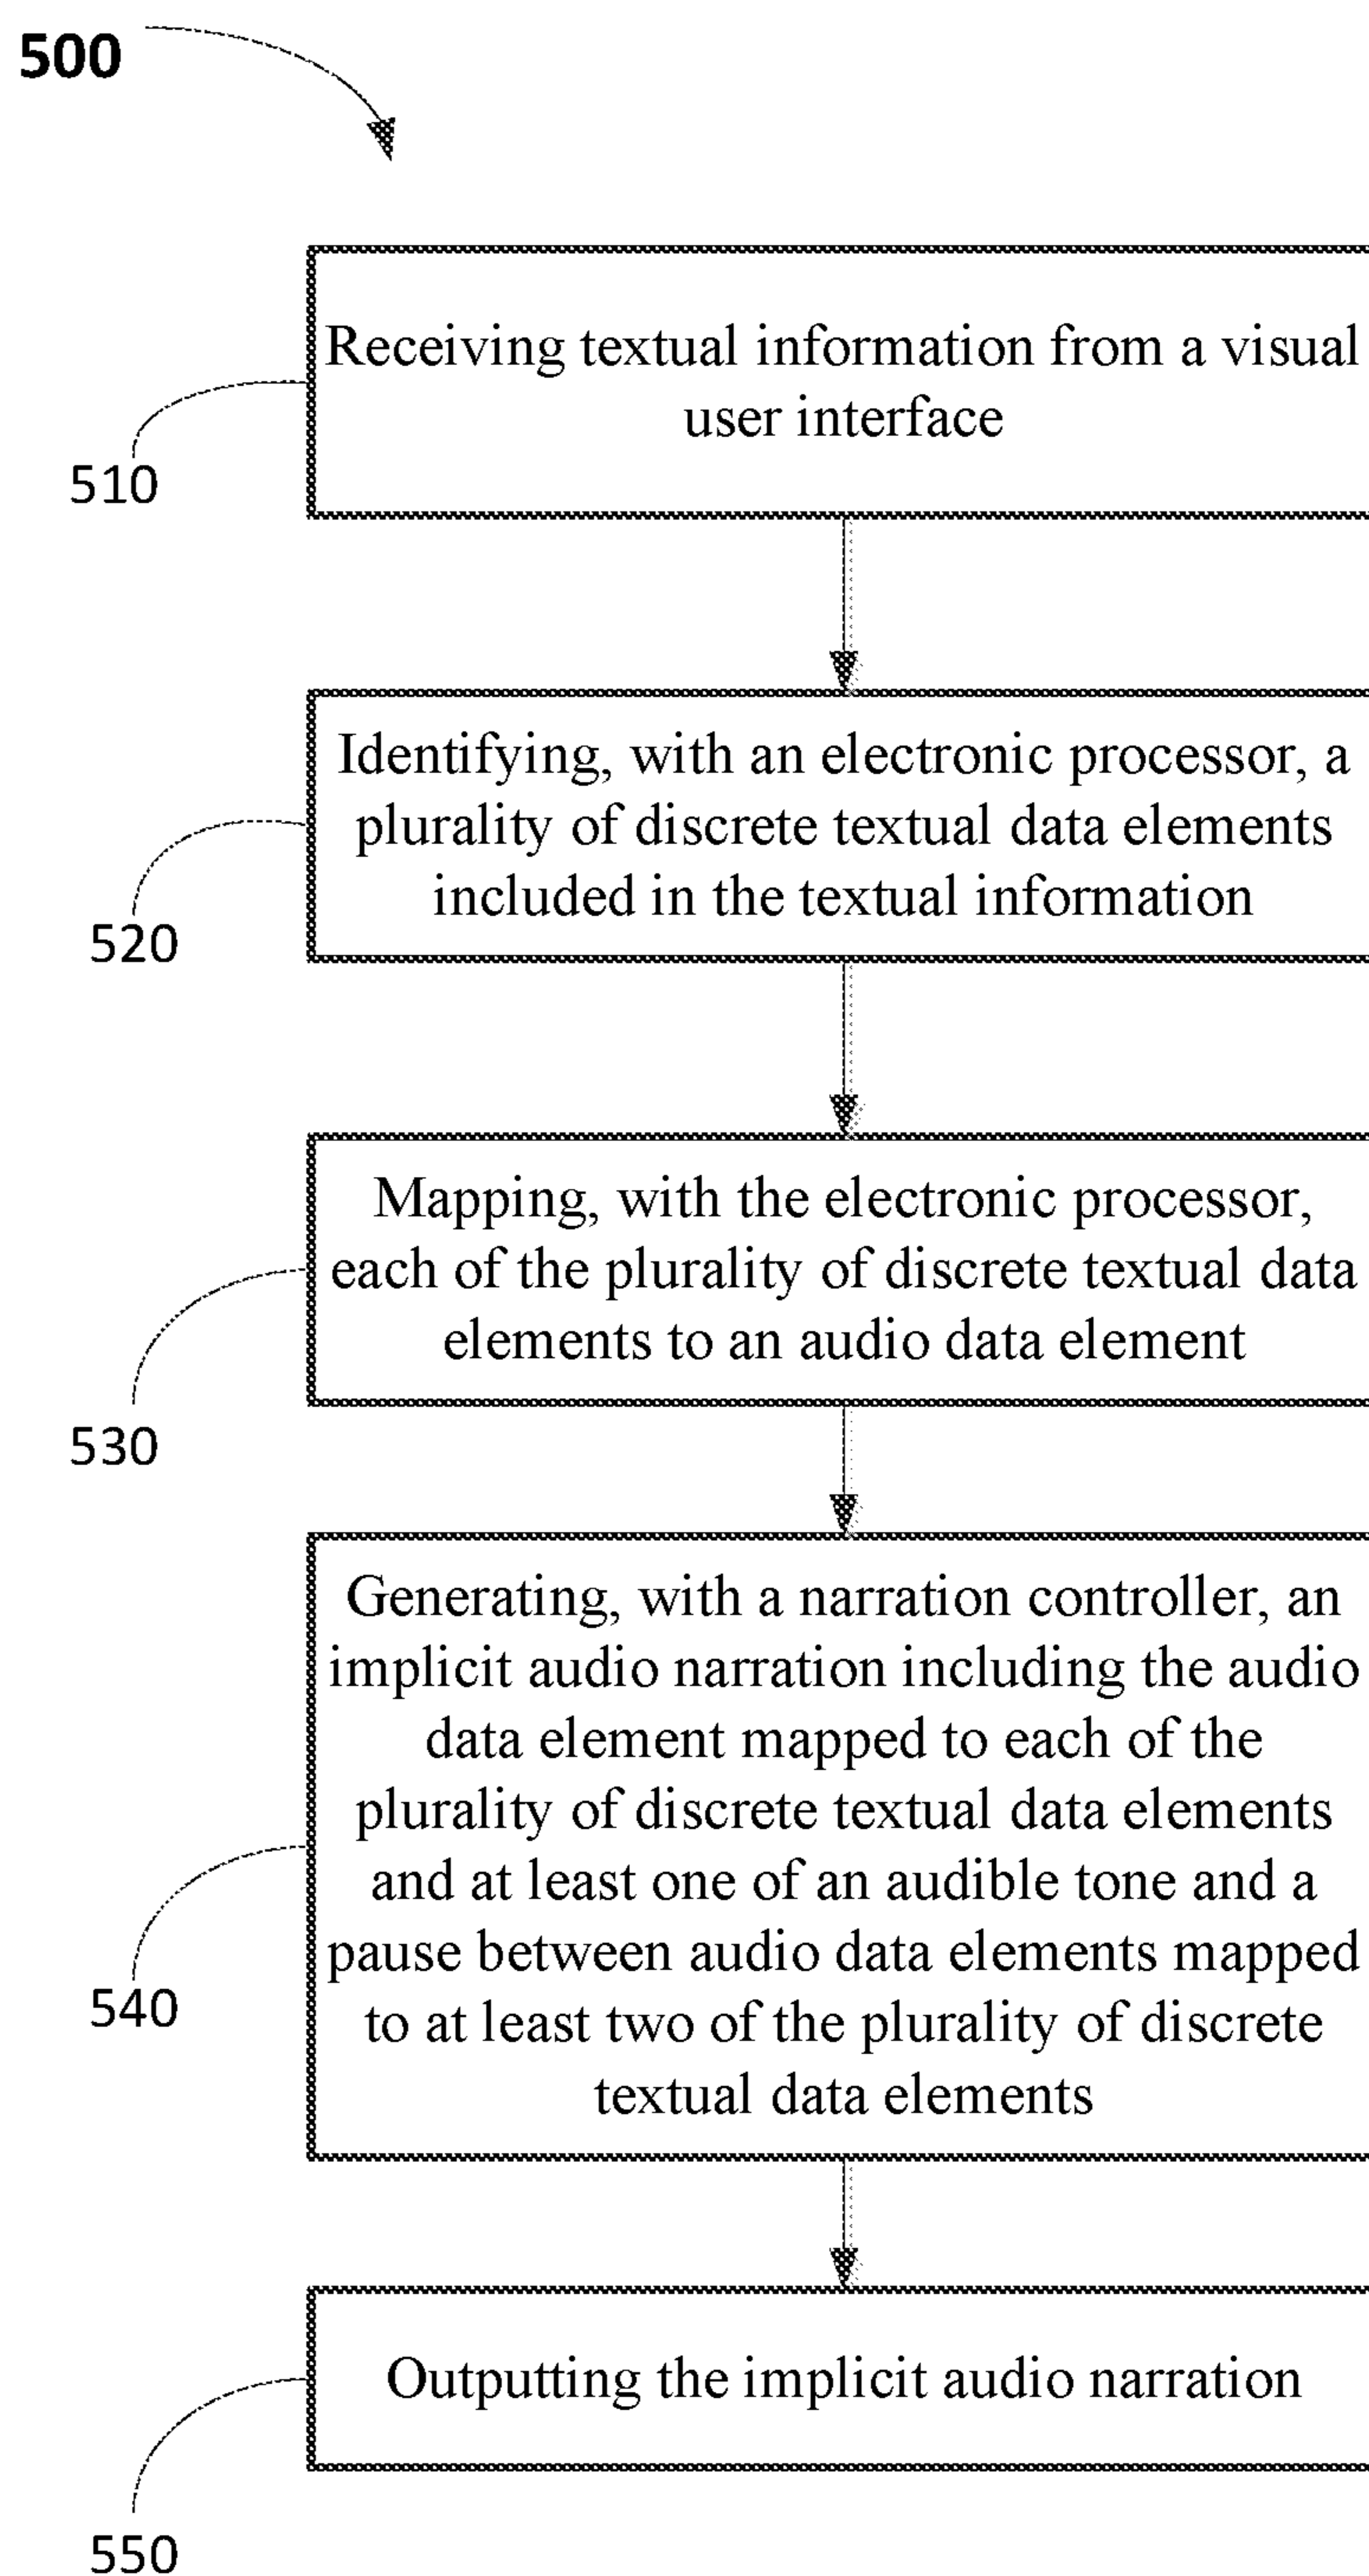 500
Receiving textual information from a visual
user interface
510
Identifying, with an electronic processor, a
plurality of discrete textual data elements
included in the textual information
520
Mapping, with the electronic processor,
each of the plurality of discrete textual data
elements to an audio data element
530
Generating, with a narration controller, an
implicit audio narration including the audio
data element mapped to each of the
plurality of discrete textual data elements
and at least one of an audible tone and a
pause between audio data elements mapped
to at least two of the plurality of discrete
textual data elements
540
Outputting the implicit audio narration
550